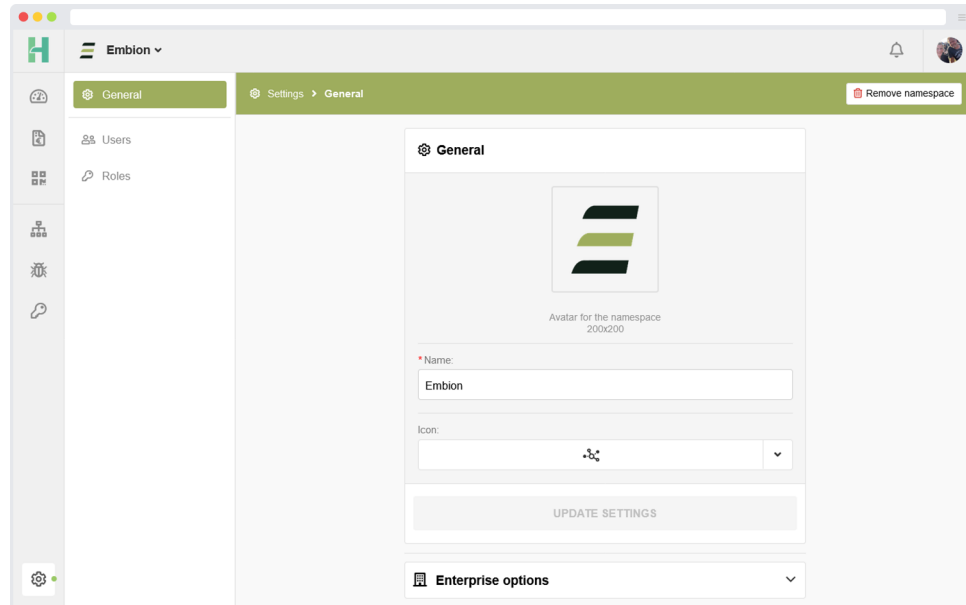 Embion
General
Settings > General
Remove namespace
Users
Roles
General
Avatar for the namespace
200x200
* Name:
Embion
Icon:
UPDATE SETTINGS
Enterprise options